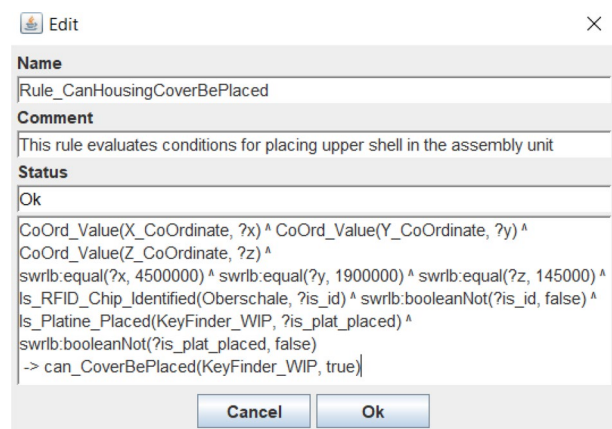 Edit
Name
Rule_CanHousingCoverBePlaced
Comment
This rule evaluates conditions for placing upper shell in the assembly unit
Status
Ok
CoOrd_Value(X_CoOrdinate, ?x) ^ CoOrd_Value(Y_CoOrdinate, ?y) ^
CoOrd_Value(Z_CoOrdinate, ?z) ^
swrlb:equal(?x, 4500000) ^ swrlb:equal(?y, 1900000) ^ swrlb:equal(?z, 145000) ^
Is_RFID_Chip_Identified(Oberschale, ?is_id) ^ swrlb:booleanNot(?is_id, false) ^
Is_Platine_Placed(KeyFinder_WIP, ?is_plat_placed) ^
swrlb:booleanNot(?is_plat_placed, false)
-> can_CoverBePlaced(KeyFinder_WIP, true)
Cancel Ok